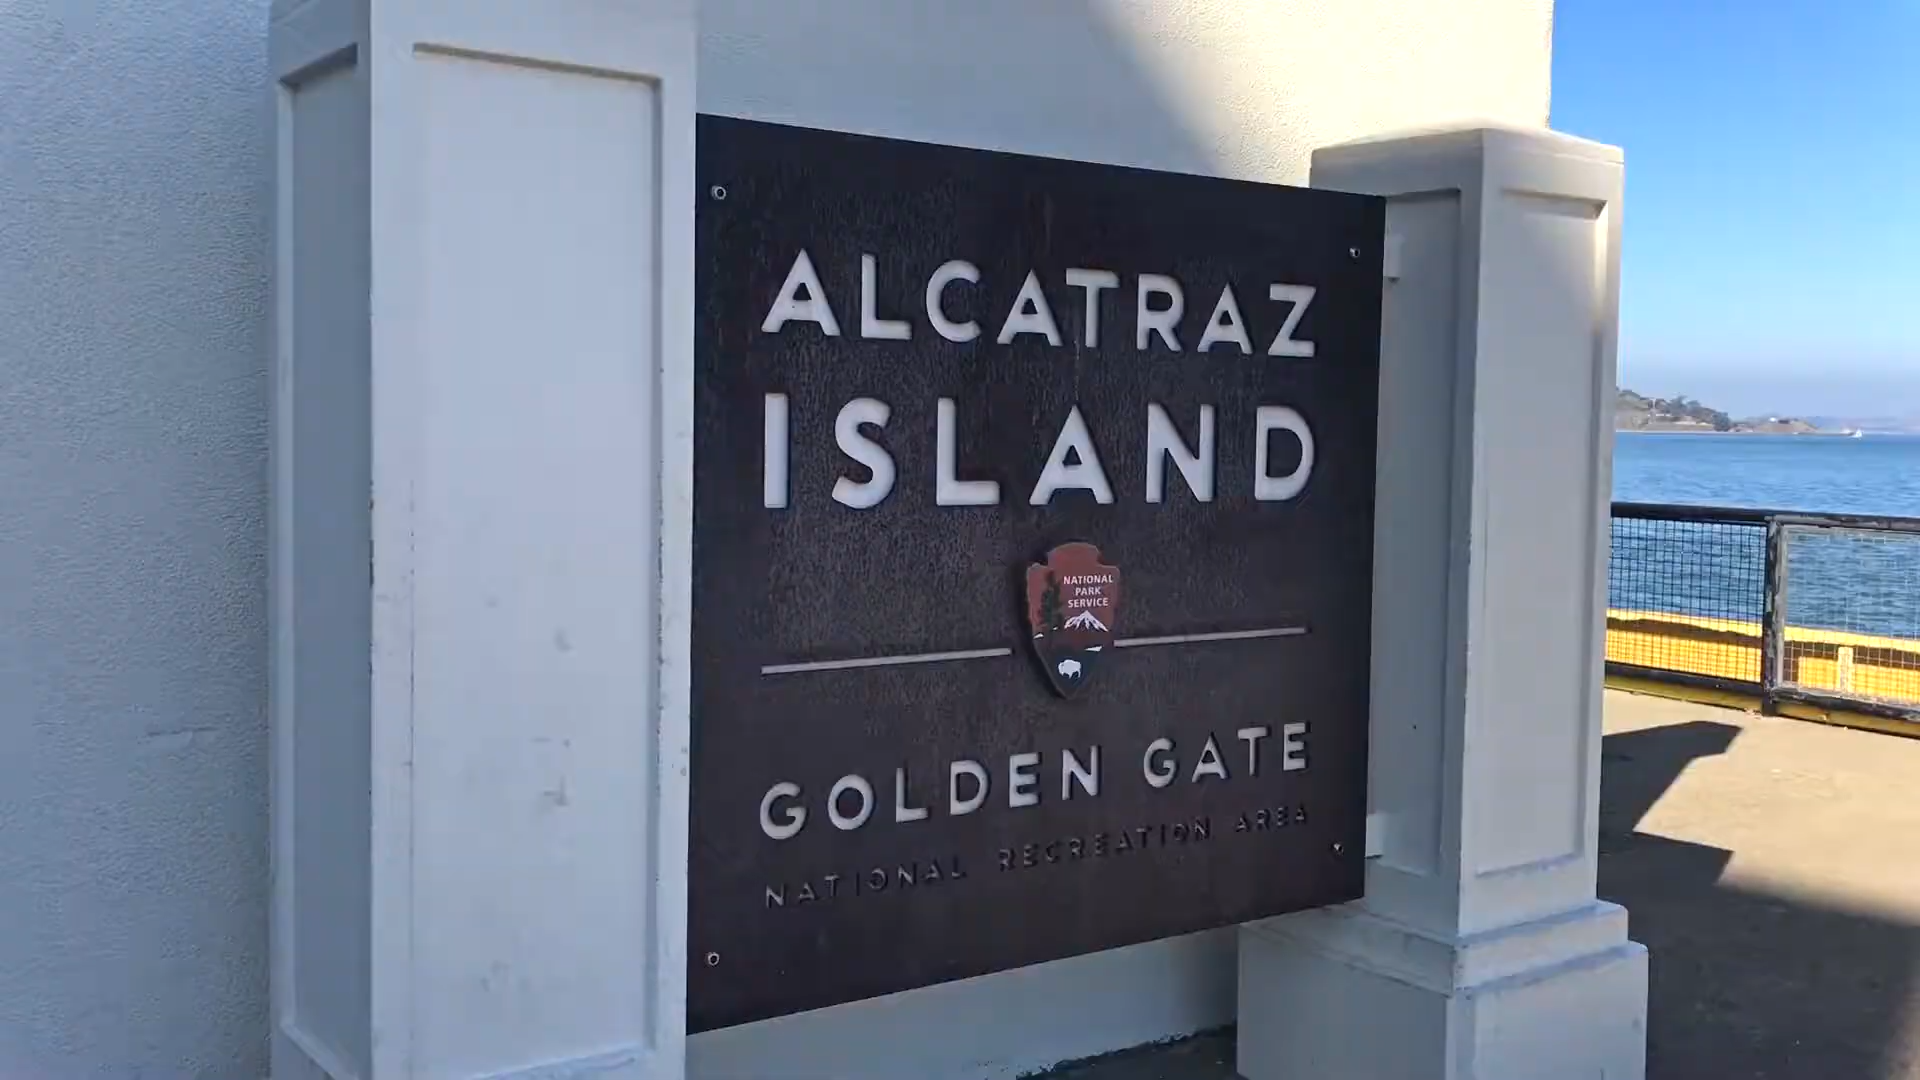 ALCATRAZ
ISLAND
NATIONAL
PARK
SERVICE
GOLDEN GATE
NATIONAL RECREATION AREA